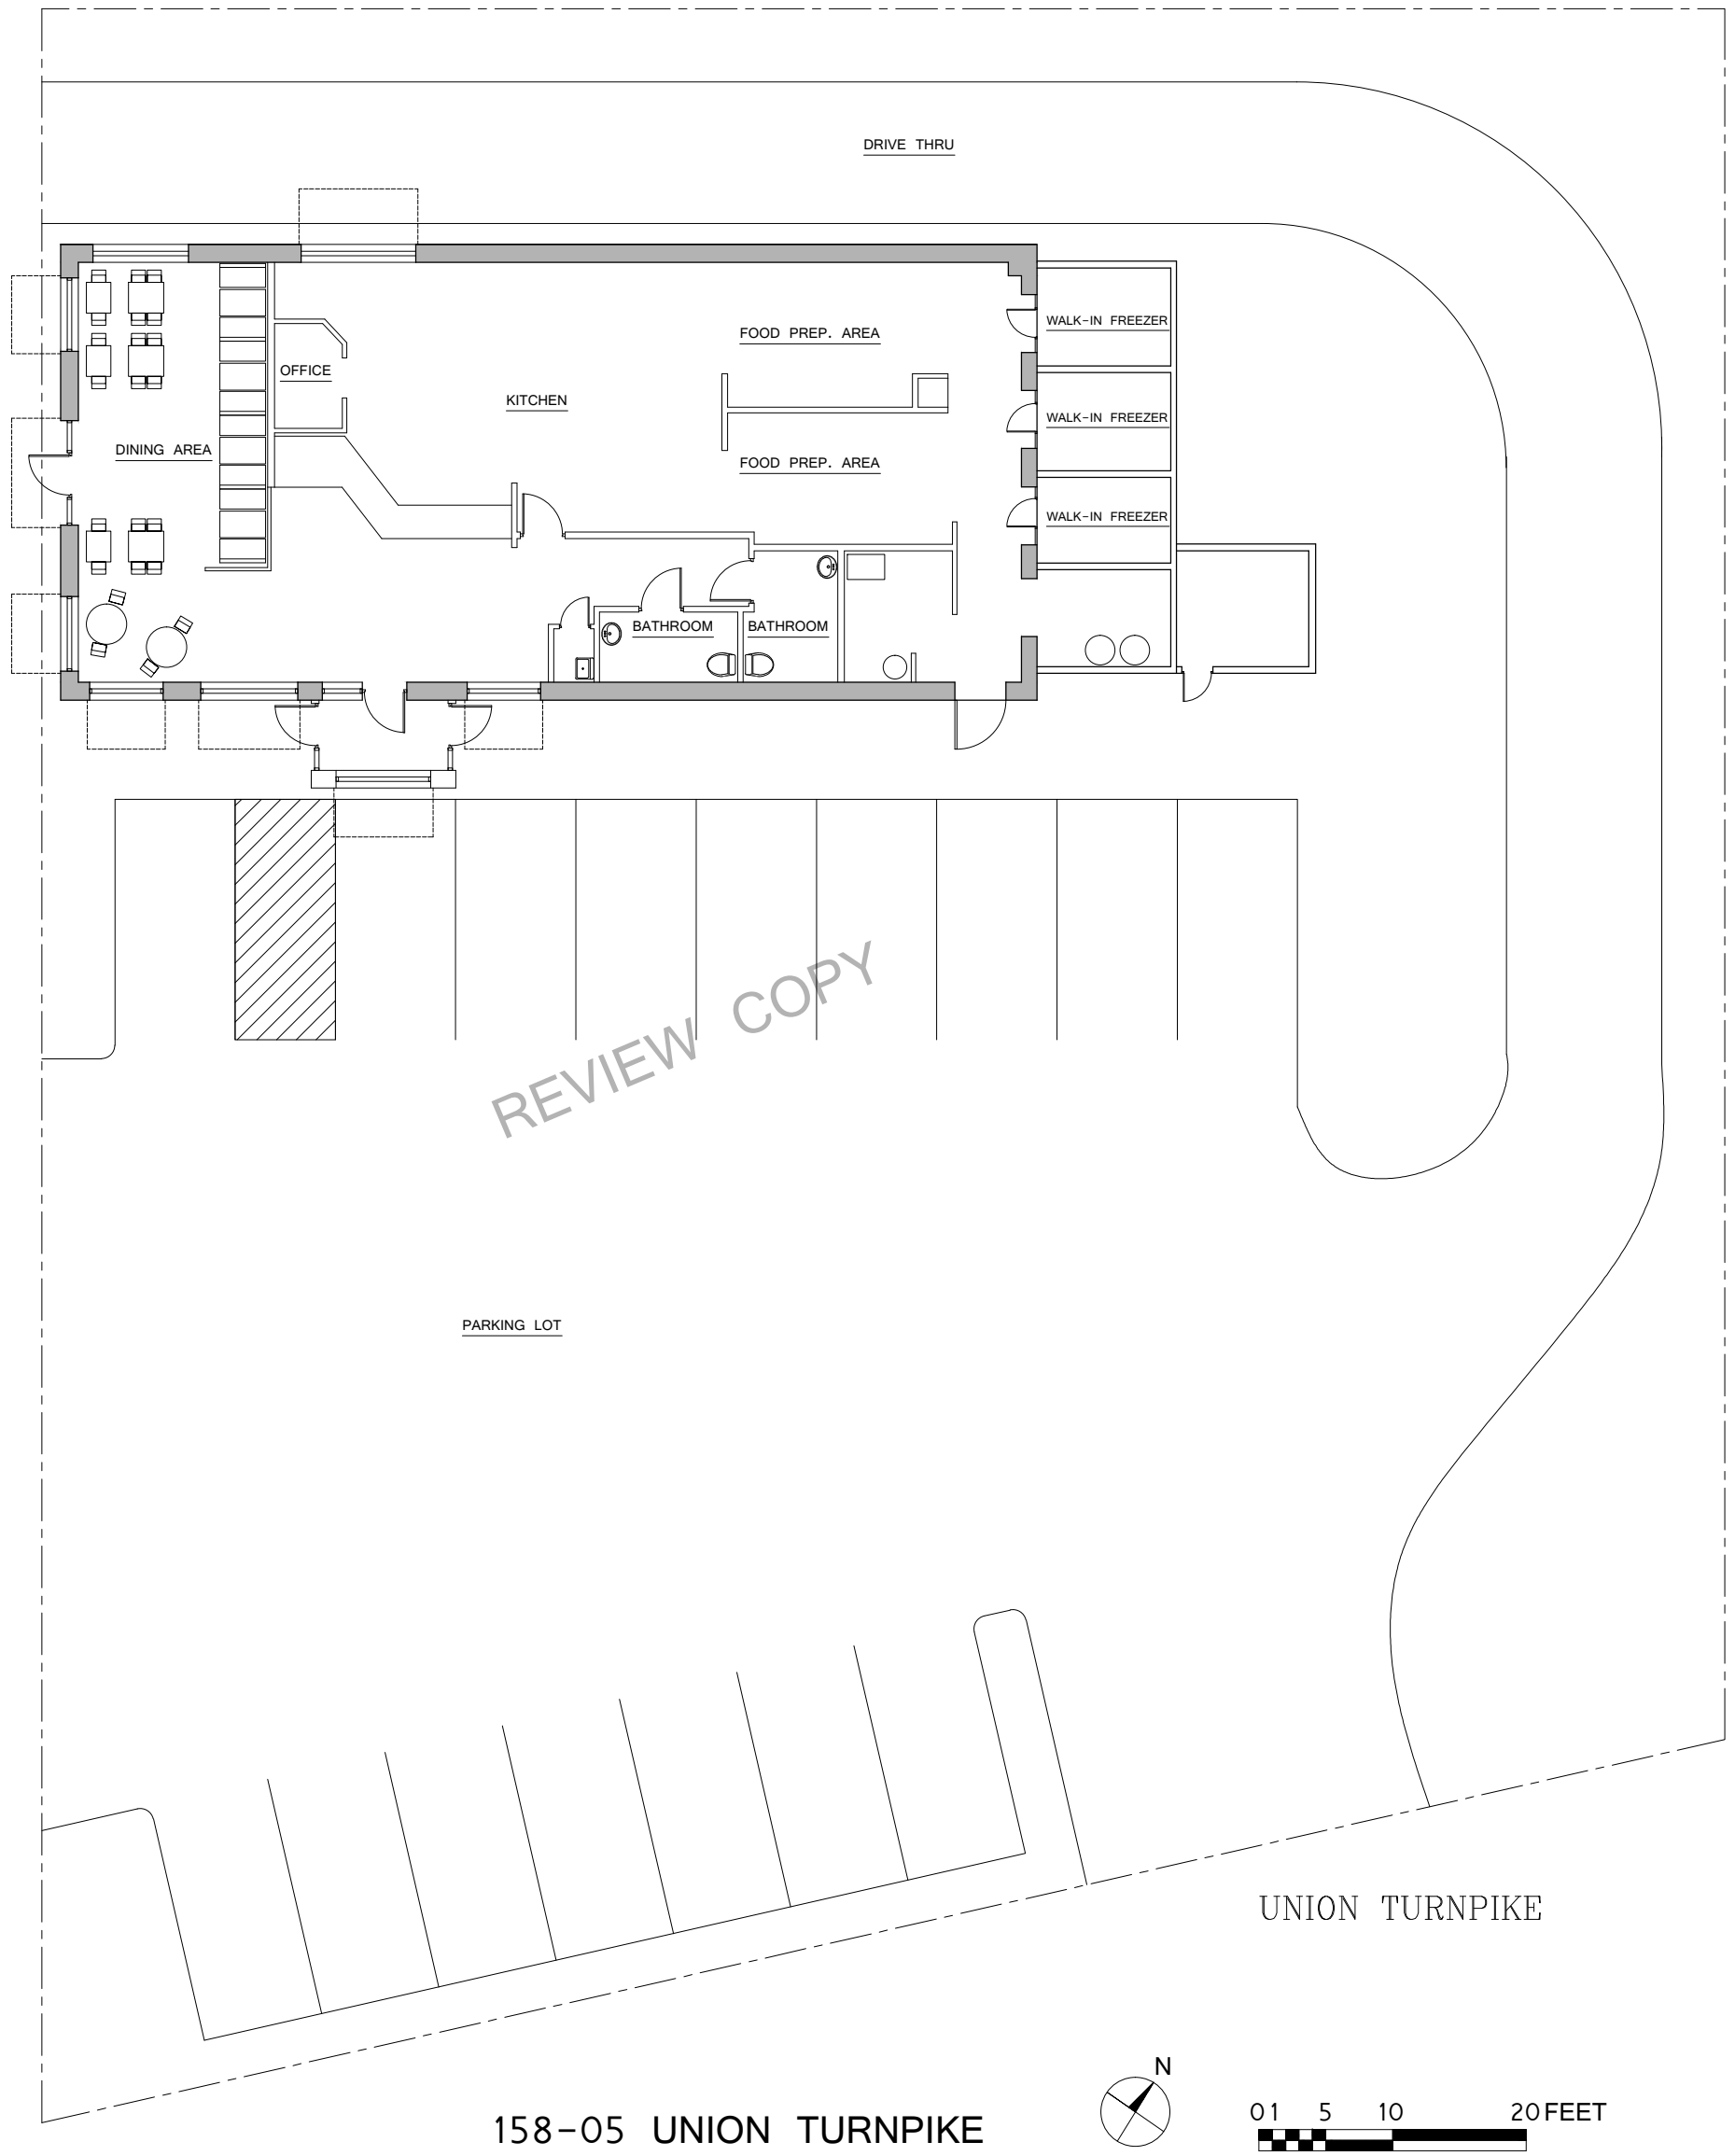 DRIVE THRU
WALK-IN FREEZER
FOOD PREP. AREA
OFFICE
KITCHEN
WALK-IN FREEZER
DINING AREA
FOOD PREP. AREA
WALK-IN FREEZER
BATHROOM
BATHROOM
REVIEW COPY
PARKING LOT
UNION TURNPIKE
N
158-05 UNION TURNPIKE
0 1 5 10 20 FEET